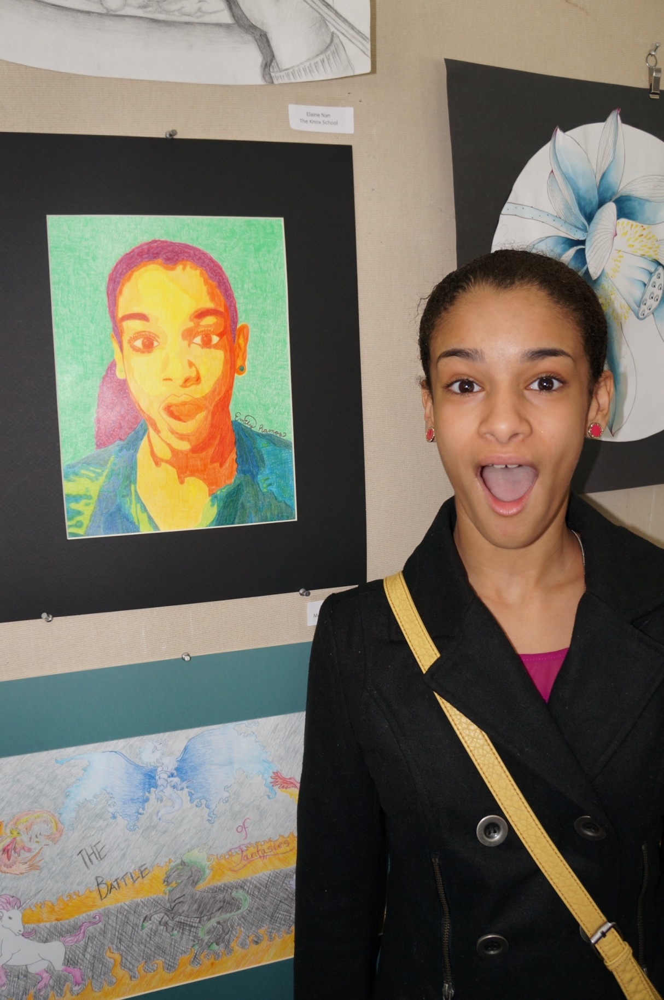 Elaine Nan
The Knox School
Emily Ramos
THE
BATTLE
of
fantasies